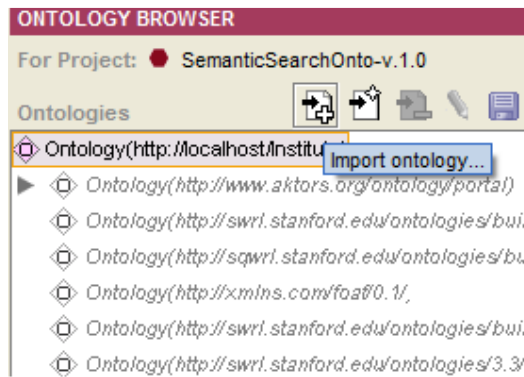 ONTOLOGY BROWSER
For Project: SemanticSearchOnto-v.1.0
Ontologies
Ontology(http://localhost/Institut
Import ontology...
Ontology(http://www.aktors.org/ontology/portal)
Ontology(http://swrl.stanford.edu/ontologies/bui
Ontology(http://sqwrl.stanford.edu/ontologies/bu
Ontology(http://xmlns.com/foaf/0.1/,
Ontology(http://swrl.stanford.edu/ontologies/bui
Ontology(http://swrl.stanford.edu/ontologies/3.3/